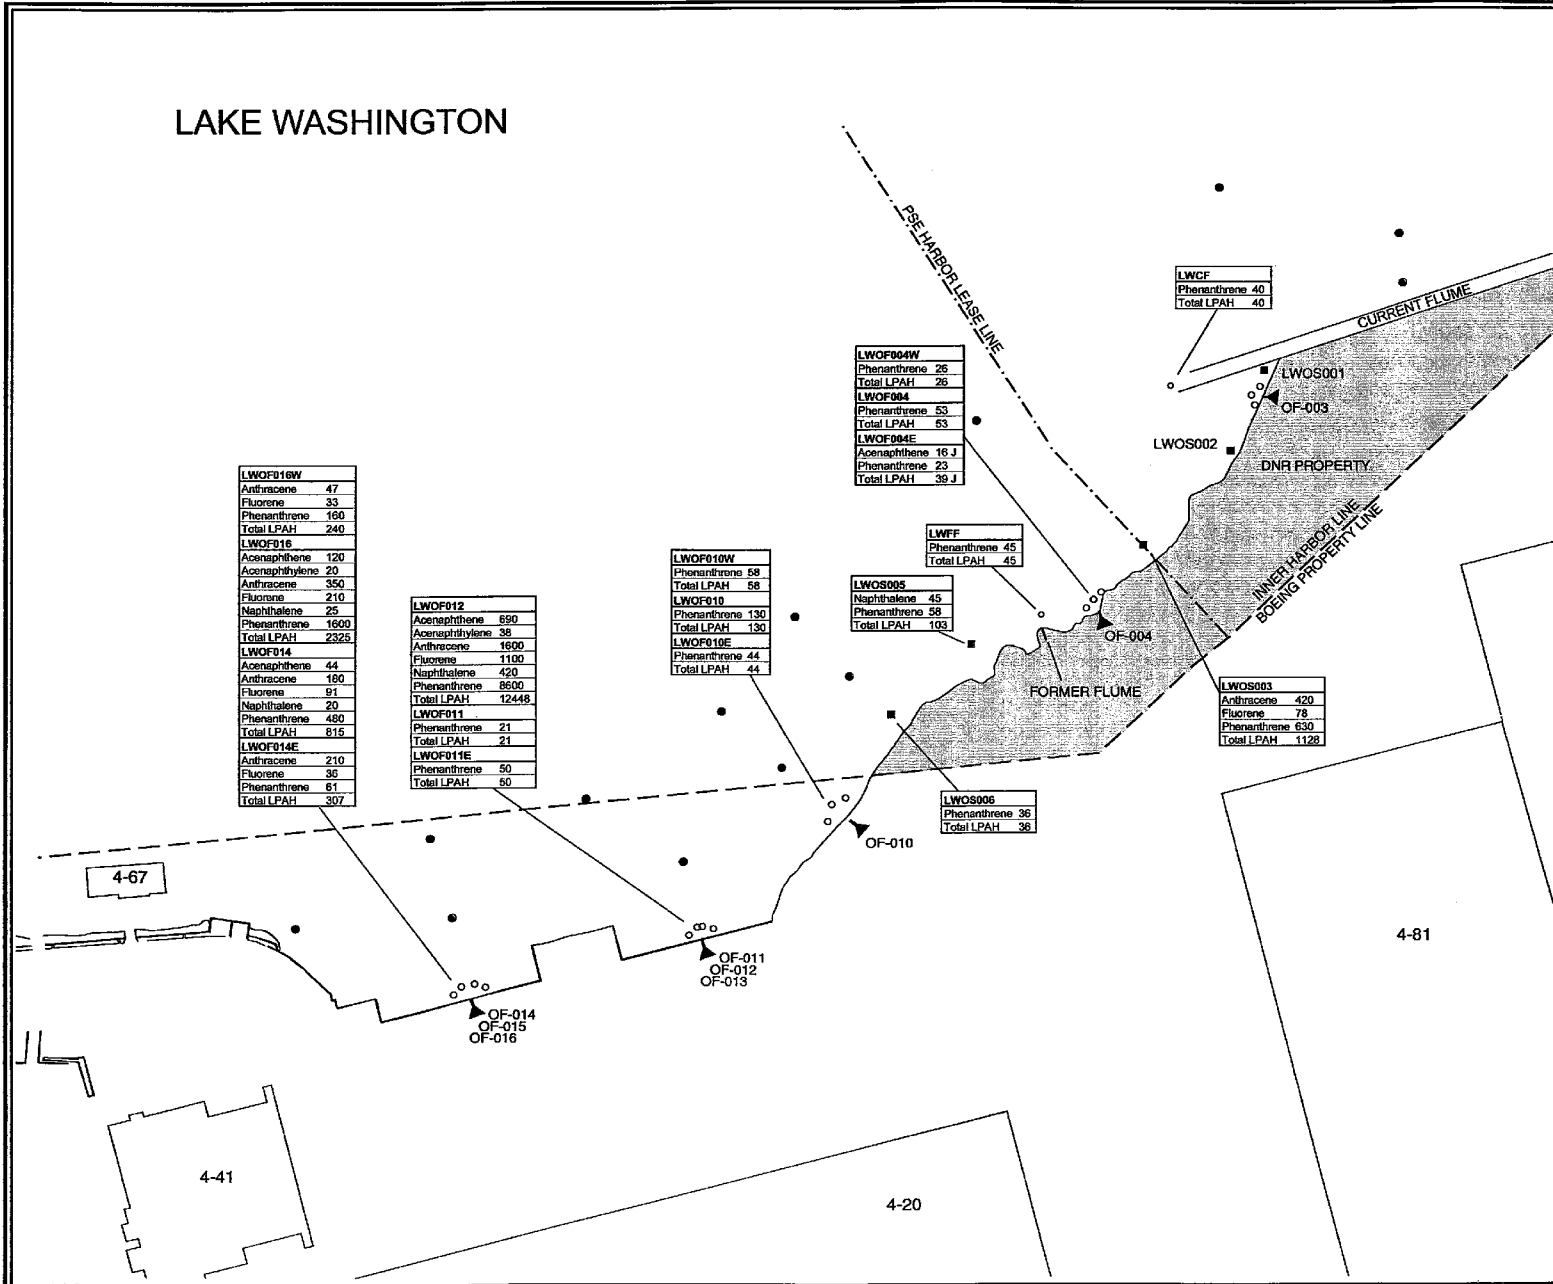 LAKE WASHINGTON
PSE HARBOR LEASE LINE
LWCF
Phenanthrene 40
Total LPAH 40
CURRENT FLUME
LWOS001
OF-003
LWOS002
DNR PROPERTY
INNER HARBOR LINE
BOEING PROPERTY LINE
LWOF004W
Phenanthrene 26
Total LPAH 26
LWOF004
Phenanthrene 53
Total LPAH 53
LWOF004E
Acenaphthene 16 J
Phenanthrene 23
Total LPAH 39 J
LWFF
Phenanthrene 45
Total LPAH 45
LWOS005
Naphthalene 45
Phenanthrene 58
Total LPAH 103
OF-004
FORMER FLUME
LWOS003
Anthracene 420
Fluorene 78
Phenanthrene 630
Total LPAH 1128
LWOF016W
Anthracene 47
Fluorene 33
Phenanthrene 160
Total LPAH 240
LWOF016
Acenaphthene 120
Acenaphthylene 20
Anthracene 350
Fluorene 210
Naphthalene 25
Phenanthrene 1600
Total LPAH 2325
LWOF014
Acenaphthene 44
Anthracene 180
Fluorene 91
Naphthalene 20
Phenanthrene 480
Total LPAH 815
LWOF014E
Anthracene 210
Fluorene 36
Phenanthrene 61
Total LPAH 307
LWOF012
Acenaphthene 690
Acenaphthylene 38
Anthracene 1600
Fluorene 1100
Naphthalene 420
Phenanthrene 8600
Total LPAH 12448
LWOF011
Phenanthrene 21
Total LPAH 21
LWOF011E
Phenanthrene 50
Total LPAH 50
LWOF010W
Phenanthrene 58
Total LPAH 58
LWOF010
Phenanthrene 130
Total LPAH 130
LWOF010E
Phenanthrene 44
Total LPAH 44
LWOS006
Phenanthrene 36
Total LPAH 36
OF-010
4-67
OF-011
OF-012
OF-013
OF-014
OF-015
OF-016
4-81
4-41
4-20